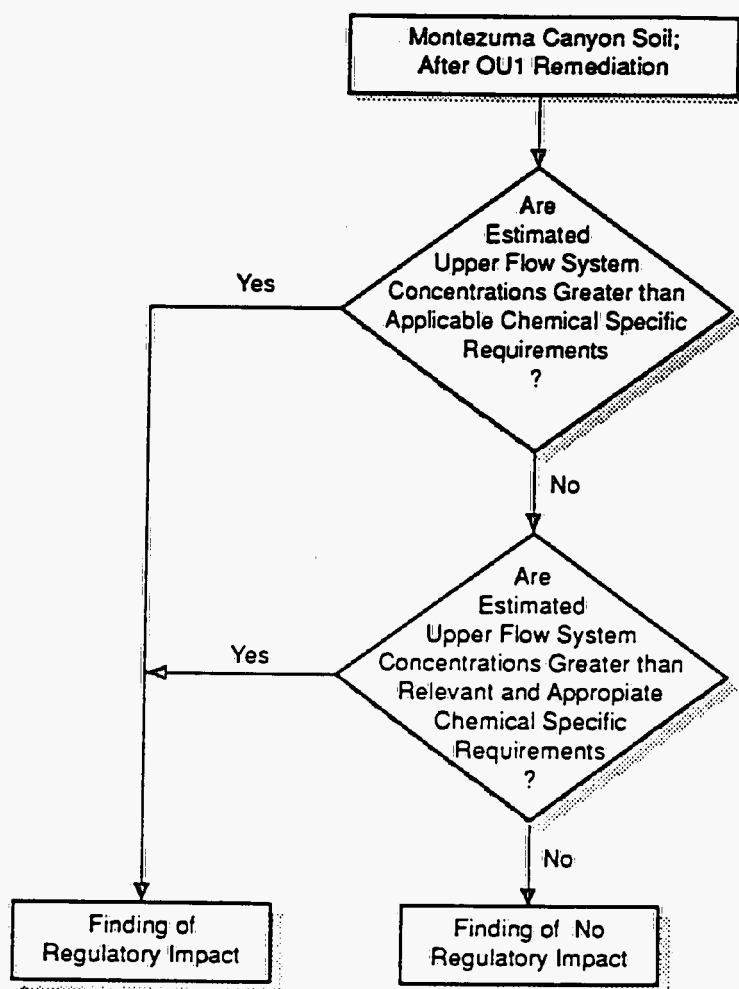 Montezuma Canyon Soil;
After OU1 Remediation
Are
Estimated
Upper Flow System
Concentrations Greater than
Applicable Chemical Specific
Requirements
?
Yes
No
Are
Estimated
Upper Flow System
Concentrations Greater than
Relevant and Appropiate
Chemical Specific
Requirements
?
Yes
No
Finding of
Regulatory Impact
Finding of No
Regulatory Impact